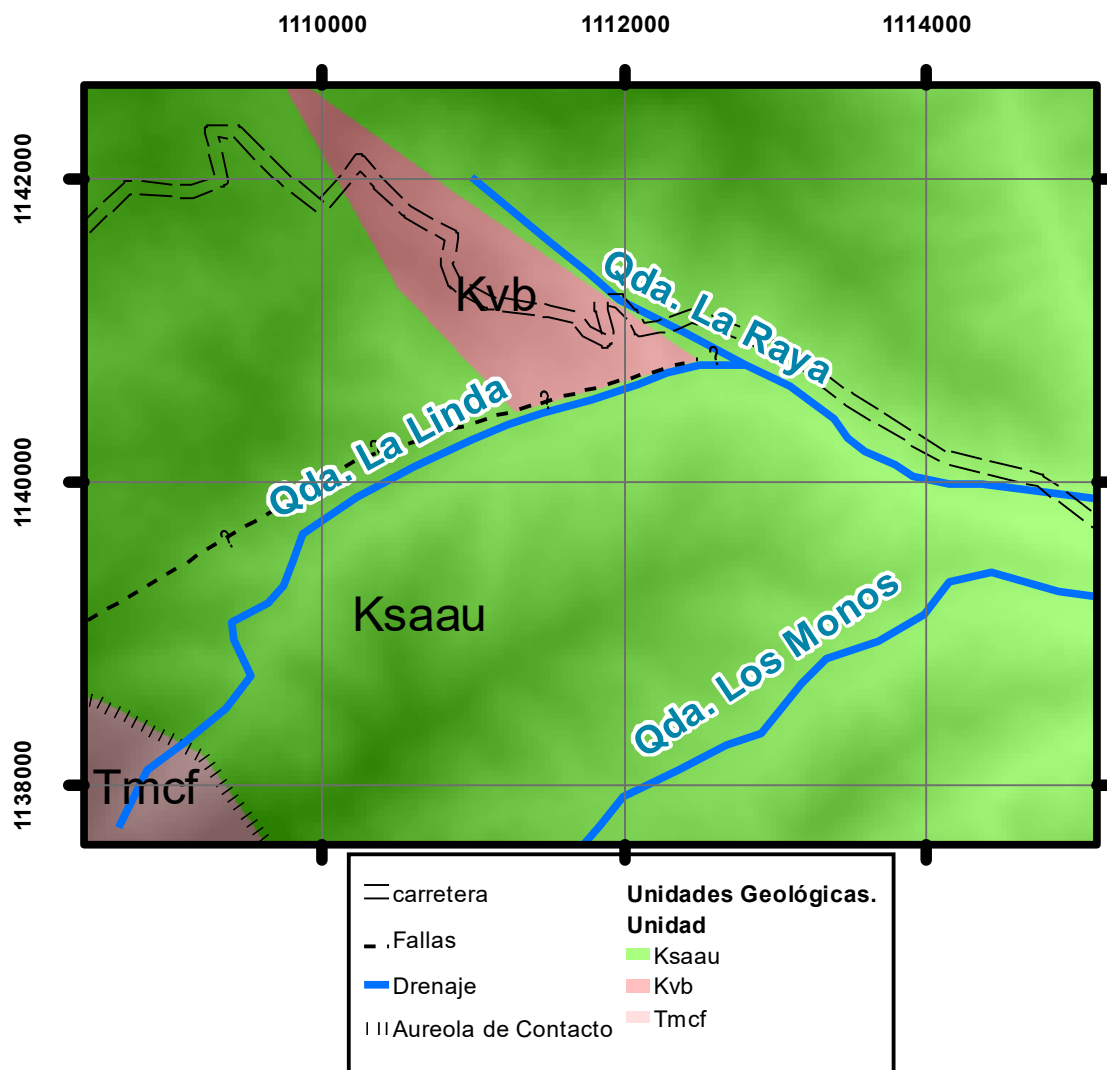 1110000
1112000
1114000
1142000
1140000
1138000
Kvb
Qda. La Raya
Qda. La Linda
?
?
?
?
Ksaau
Qda. Los Monos
Tmcf
carretera
Fallas
Drenaje
Aureola de Contacto
Unidades Geológicas.
Unidad
Ksaau
Kvb
Tmcf